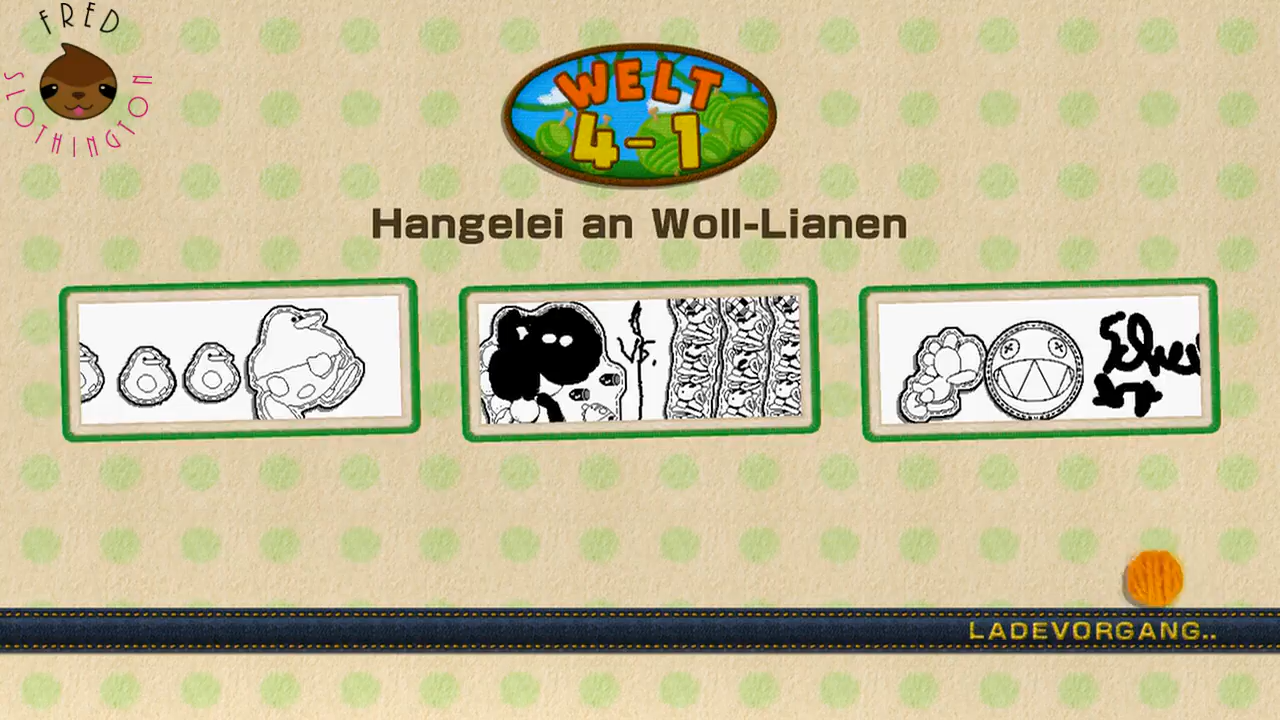 FRED
SLOTHINGTON
WELT
4-1
Hangelei an Woll-Lianen
VS.
LADEVORGANG..